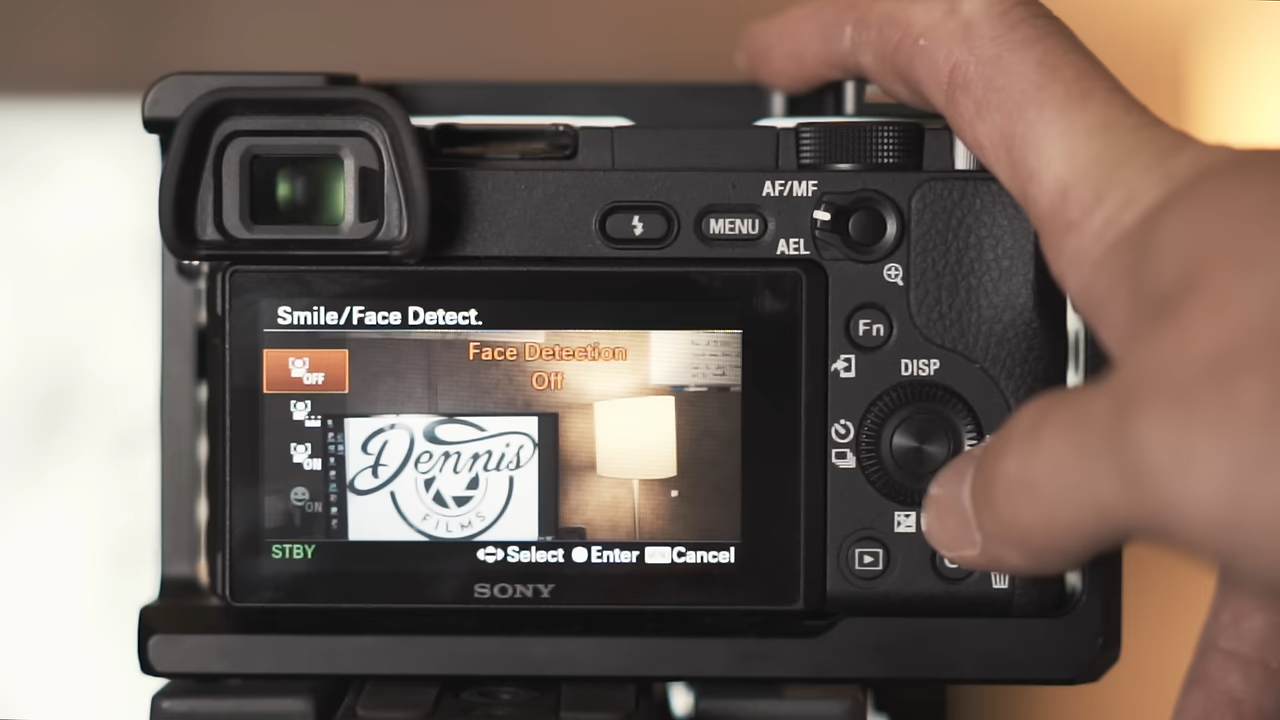 AF/MF
MENU
AEL
Fn
DISP
Smile/Face Detect.
Face Detection
Off
OFF
ON
ON
Dennis
FILMS
STBY
Select Enter Cancel
SONY